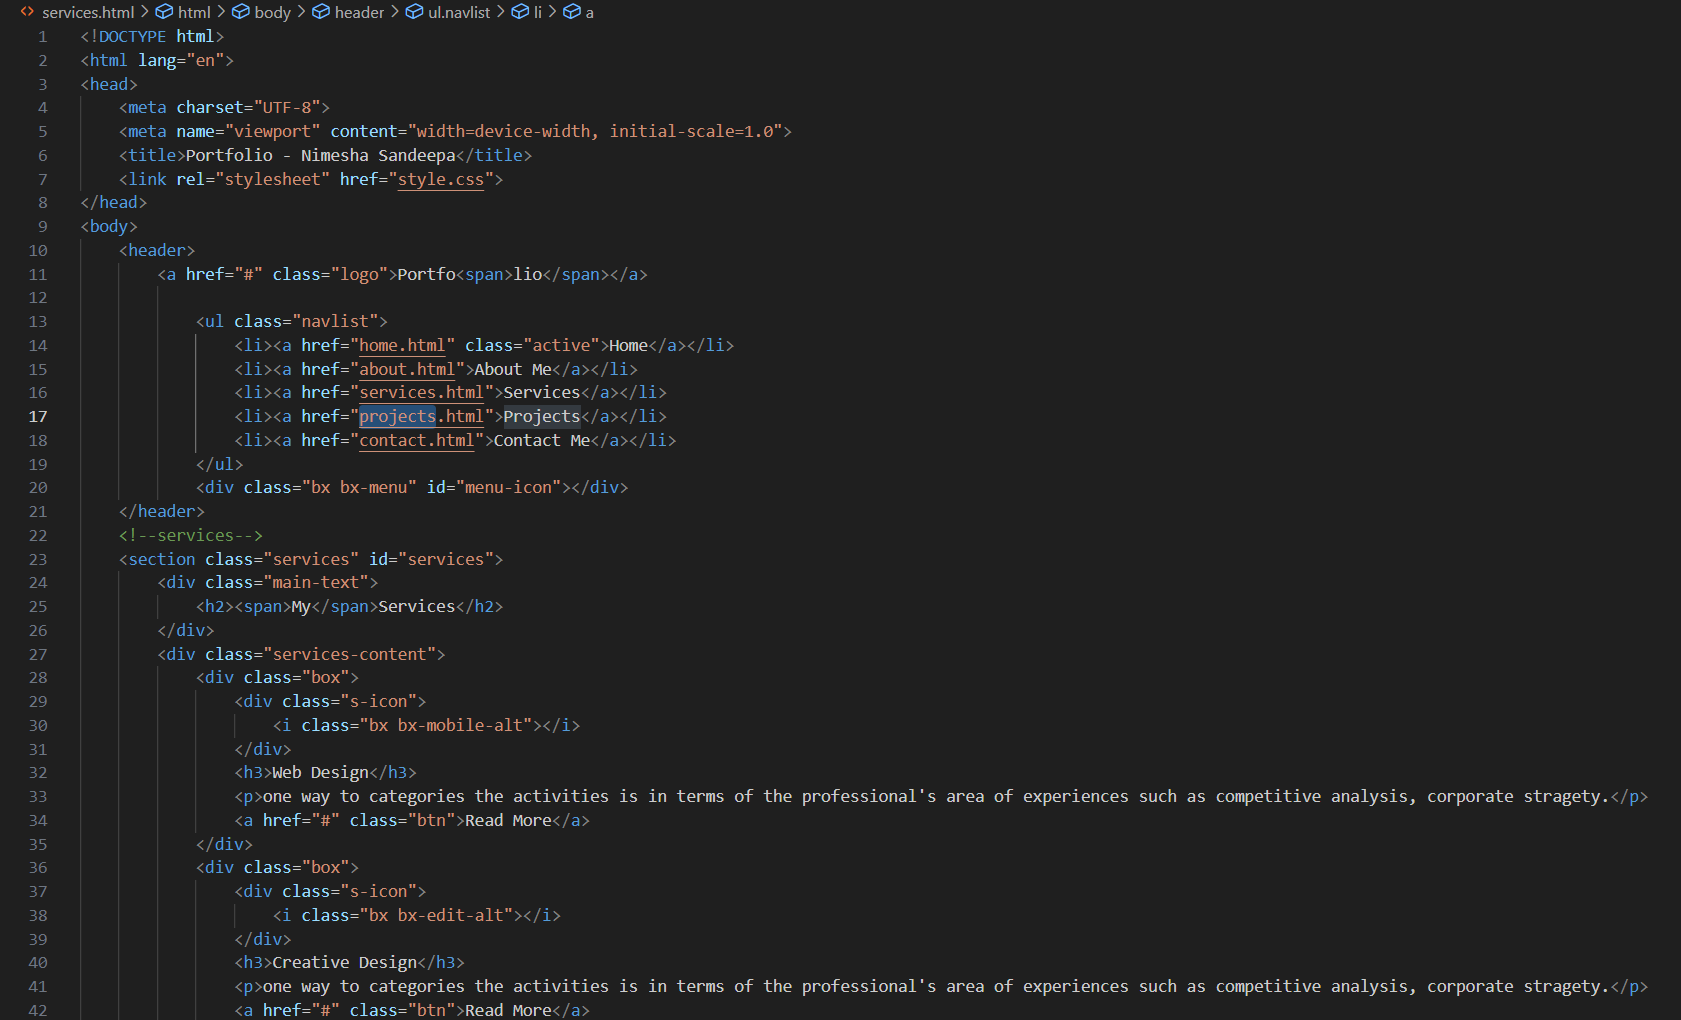 services.html > html > body > header > ul.navlist > li > a
1 <!DOCTYPE html>
2 <html lang="en">
3 <head>
4 <meta charset="UTF-8">
5 <meta name="viewport" content="width=device-width, initial-scale=1.0">
6 <title>Portfolio - Nimesha Sandeepa</title>
7 <link rel="stylesheet" href="style.css">
8 </head>
9 <body>
10 <header>
11 <a href="#" class="logo">Portfo<span>lio</span></a>
12
13 <ul class="navlist">
14 <li><a href="home.html" class="active">Home</a></li>
15 <li><a href="about.html">About Me</a></li>
16 <li><a href="services.html">Services</a></li>
17 <li><a href="projects.html">Projects</a></li>
18 <li><a href="contact.html">Contact Me</a></li>
19 </ul>
20 <div class="bx bx-menu" id="menu-icon"></div>
21 </header>
22 <!--services-->
23 <section class="services" id="services">
24 <div class="main-text">
25 <h2><span>My</span>Services</h2>
26 </div>
27 <div class="services-content">
28 <div class="box">
29 <div class="s-icon">
30 <i class="bx bx-mobile-alt"></i>
31 </div>
32 <h3>Web Design</h3>
33 <p>one way to categories the activities is in terms of the professional's area of experiences such as competitive analysis, corporate stragety.</p>
34 <a href="#" class="btn">Read More</a>
35 </div>
36 <div class="box">
37 <div class="s-icon">
38 <i class="bx bx-edit-alt"></i>
39 </div>
40 <h3>Creative Design</h3>
41 <p>one way to categories the activities is in terms of the professional's area of experiences such as competitive analysis, corporate stragety.</p>
42 <a href="#" class="btn">Read More</a>